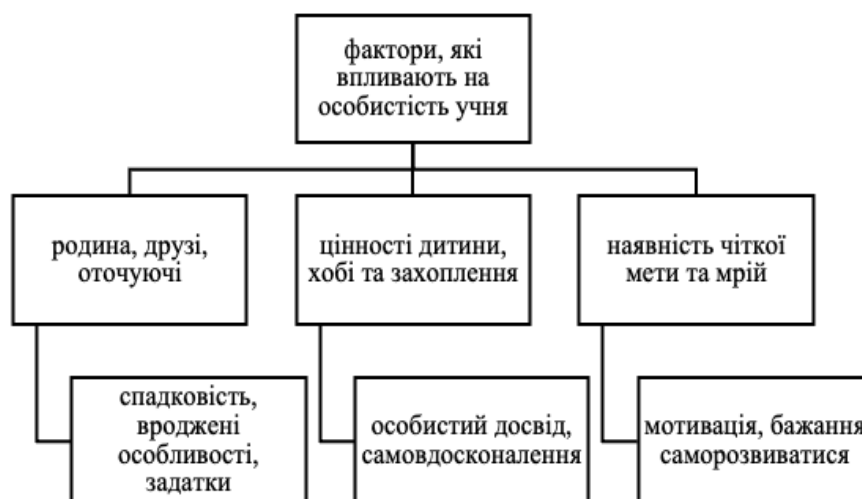 фактори, які
впливають на
особистість учня
родина, друзі,
оточуючі
цінності дитини,
хобі та захоплення
наявність чіткої
мети та мрій
спадковість,
вроджені
особливості,
задатки
особистий досвід,
самовдосконалення
мотивація, бажання
саморозвиватися